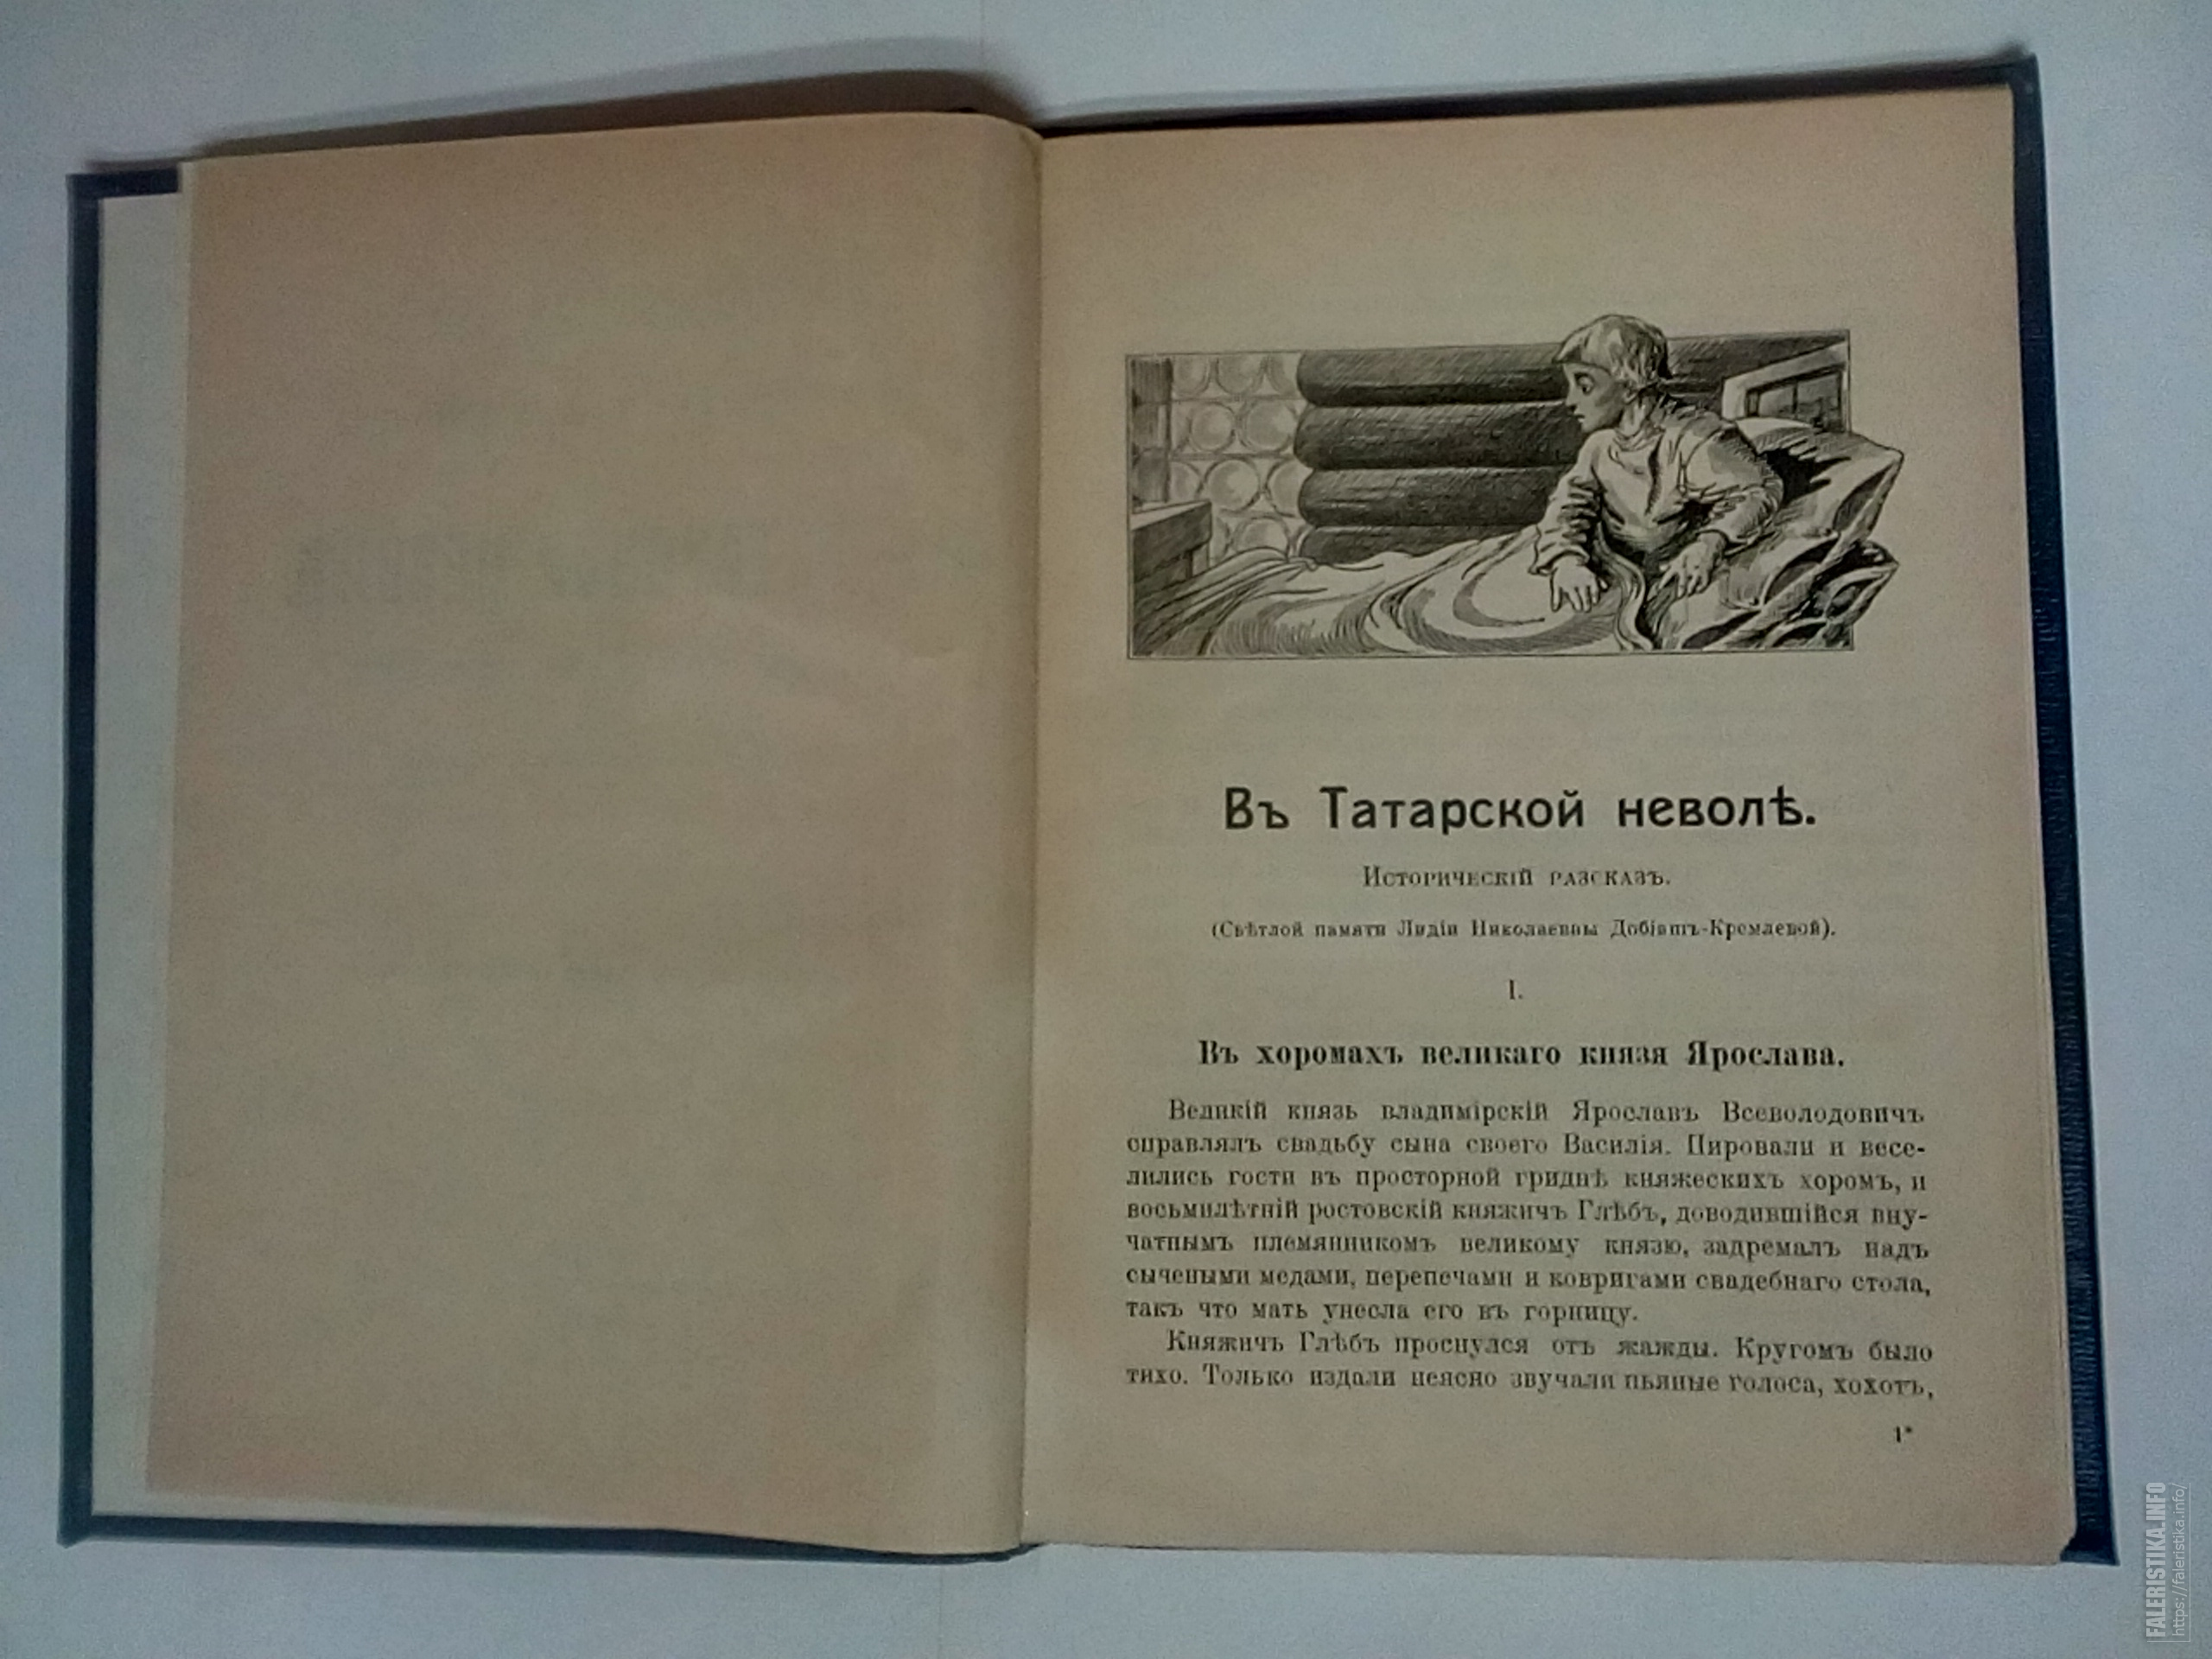 Въ Татарской неволѣ.
Историческій разсказъ.
(Свѣтлой памяти Лидіи Николаевны Добіашъ-Кремлевой).
I.
Въ хоромахъ великаго князя Ярослава.
Великій князь владимірскій Ярославъ Всеволодовичъ
справлялъ свадьбу сына своего Василія. Пировали и весе-
лились гости въ просторной гриднѣ княжескихъ хоромъ, и
восьмилѣтній ростовскій княжич Глѣбъ, доводившійся вну-
чатнымъ племянникомъ великому князю, задремалъ надъ
сычеными медами, перепечами и ковригами свадебнаго стола,
такъ что мать унесла его въ горницу.
Княжичъ Глѣбъ проснулся отъ жажды. Кругомъ было
тихо. Только издали неясно звучали пьяные голоса, хохотъ,
1*
FALERISTIKA.INFO
https://faleristika.info/